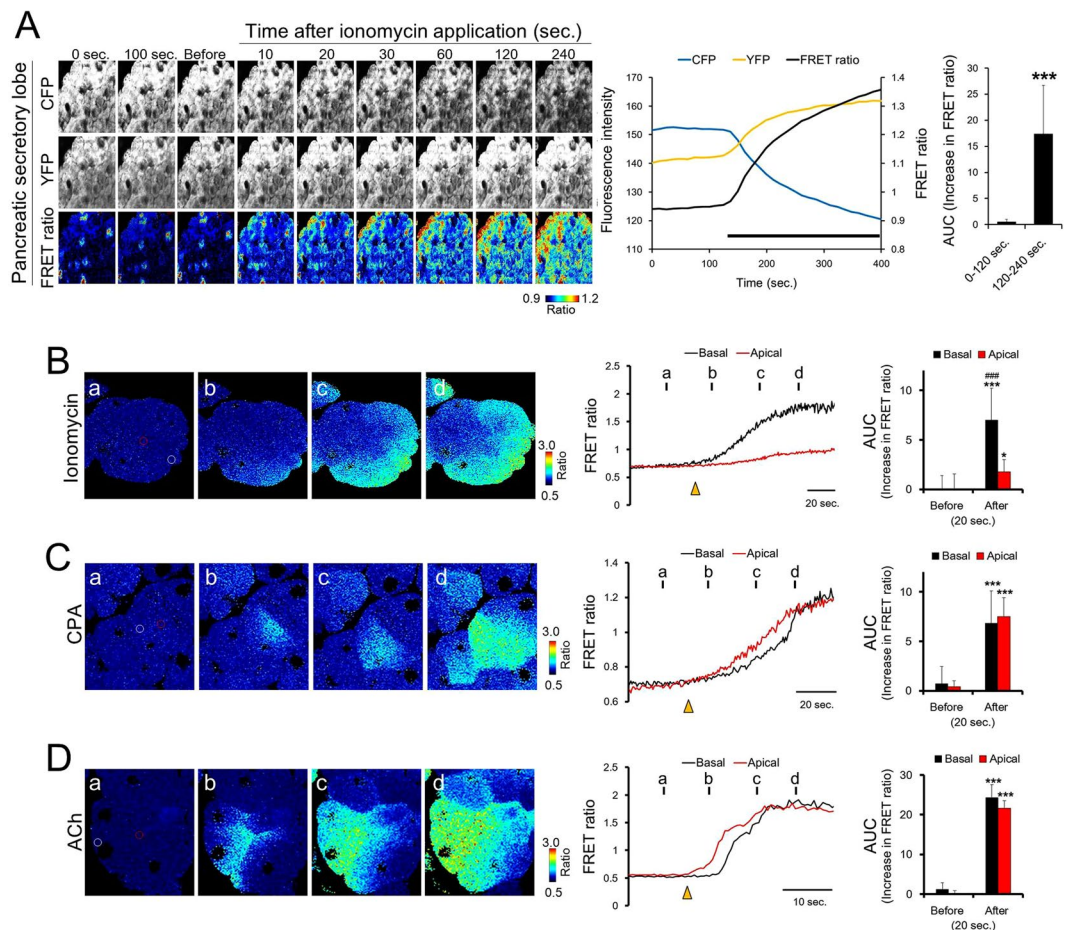 A
Time after ionomycin application (sec.)
0 sec. 100 sec. Before 10 20 30 60 120 240
Pancreatic secretory lobe
CFP
YFP
FRET ratio
0.9 1.2
Ratio
CFP YFP FRET ratio
Fluorescence intensity
170
160
150
140
130
120
110
1.4
1.3
1.2
1.1
1
0.9
0.8
FRET ratio
0 100 200 300 400
Time (sec.)
AUC (Increase in FRET ratio)
30
25
20
15
10
5
0
***
0-120 sec.
120-240 sec.
B
Ionomycin
a b c d
3.0
Ratio
0.5
Basal Apical
a b c d
FRET ratio
2.5
2
1.5
1
0.5
0
20 sec.
Basal Apical
AUC
(Increase in FRET ratio)
10
5
0
###
***
*
Before After
(20 sec.)
C
CPA
a b c d
3.0
Ratio
0.5
Basal Apical
a b c d
FRET ratio
1.4
1.2
1
0.8
0.6
20 sec.
Basal Apical
AUC
(Increase in FRET ratio)
10
5
0
*** ***
Before After
(20 sec.)
D
ACh
a b c d
3.0
Ratio
0.5
Basal Apical
a b c d
FRET ratio
2.5
2
1.5
1
0.5
0
10 sec.
Basal Apical
AUC
(Increase in FRET ratio)
30
20
10
0
*** ***
Before After
(20 sec.)